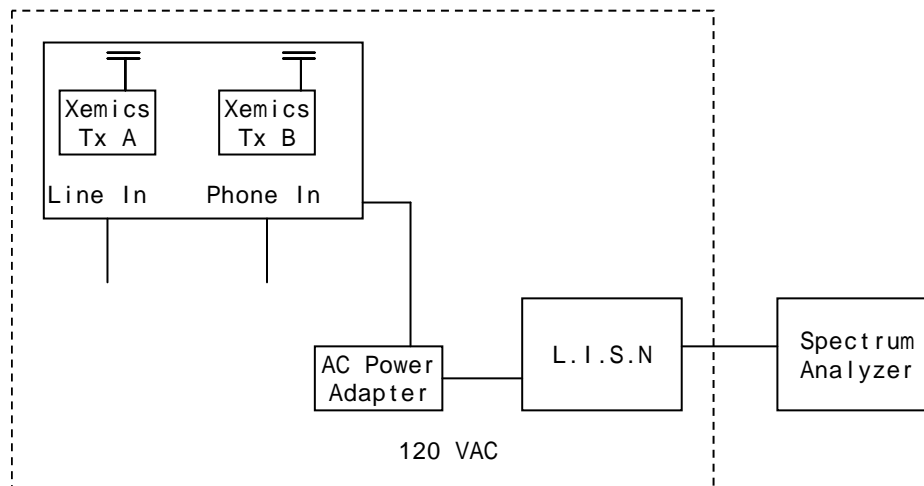 Xemics
Tx A
Xemics
Tx B
Line In
Phone In
AC Power
Adapter
L.I.S.N
Spectrum
Analyzer
120 VAC